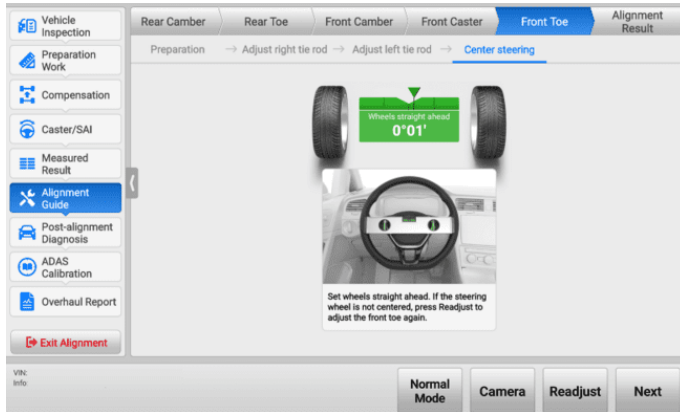 Vehicle
Inspection
Preparation
Work
Compensation
Caster/SAI
Measured
Result
Alignment
Guide
Post-alignment
Diagnosis
ADAS
Calibration
Overhaul Report
Exit Alignment
Rear Camber
Rear Toe
Front Camber
Front Caster
Front Toe
Alignment
Result
Preparation → Adjust right tie rod → Adjust left tie rod → Center steering
Wheels straight ahead
0°01'
Set wheels straight ahead. If the steering
wheel is not centered, press Readjust to
adjust the front toe again.
VIN:
Info:
Normal
Mode
Camera
Readjust
Next